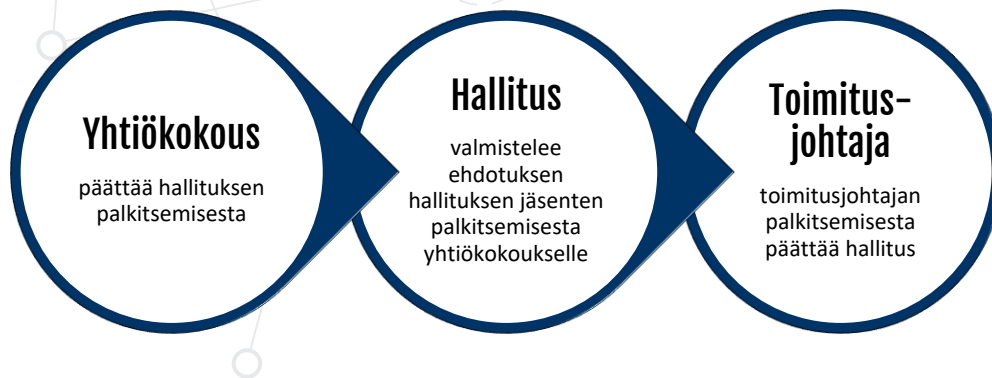 Yhtiökokous
päättää hallituksen
palkitsemisesta
Hallitus
valmistelee
ehdotuksen
hallituksen jäsenten
palkitsemisesta
yhtiökokoukselle
Toimitus-
johtaja
toimitusjohtajan
palkitsemisesta
päättää hallitus